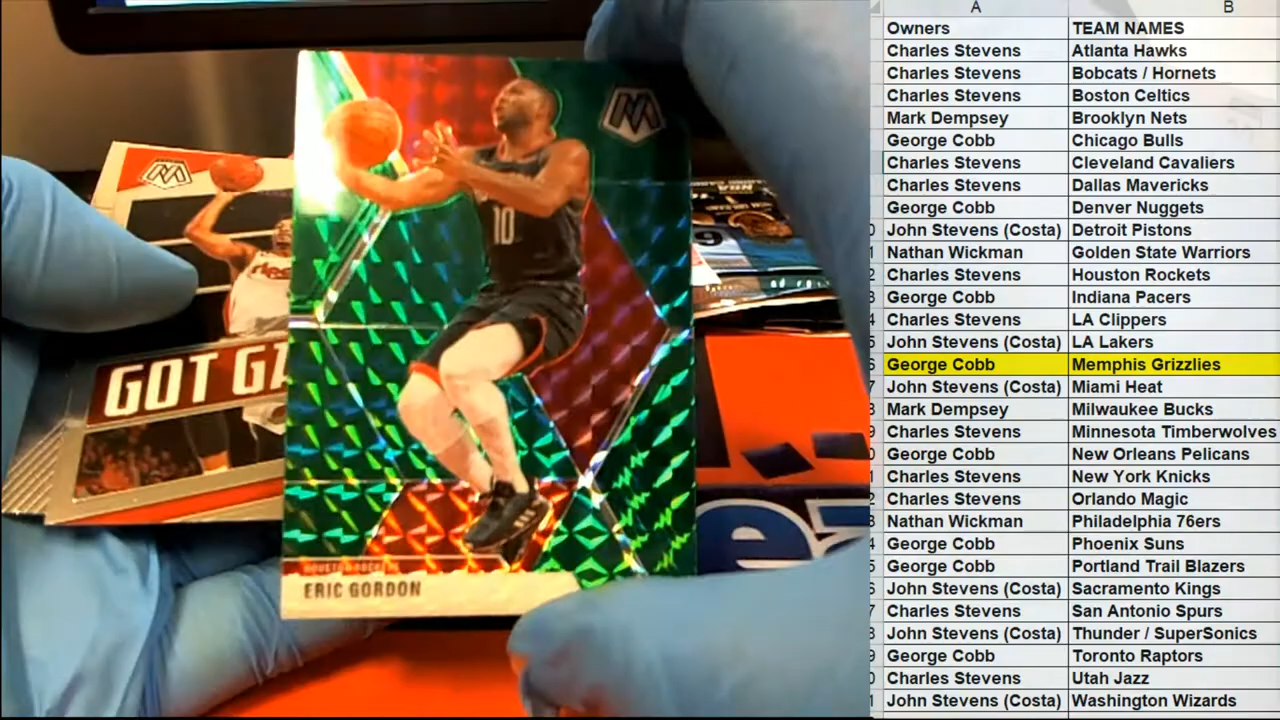 A B
Owners TEAM NAMES
Charles Stevens Atlanta Hawks
Charles Stevens Bobcats / Hornets
Charles Stevens Boston Celtics
Mark Dempsey Brooklyn Nets
George Cobb Chicago Bulls
Charles Stevens Cleveland Cavaliers
Charles Stevens Dallas Mavericks
George Cobb Denver Nuggets
John Stevens (Costa) Detroit Pistons
Nathan Wickman Golden State Warriors
Charles Stevens Houston Rockets
George Cobb Indiana Pacers
Charles Stevens LA Clippers
John Stevens (Costa) LA Lakers
George Cobb Memphis Grizzlies
John Stevens (Costa) Miami Heat
Mark Dempsey Milwaukee Bucks
Charles Stevens Minnesota Timberwolves
George Cobb New Orleans Pelicans
Charles Stevens New York Knicks
Charles Stevens Orlando Magic
Nathan Wickman Philadelphia 76ers
George Cobb Phoenix Suns
George Cobb Portland Trail Blazers
John Stevens (Costa) Sacramento Kings
Charles Stevens San Antonio Spurs
John Stevens (Costa) Thunder / SuperSonics
George Cobb Toronto Raptors
Charles Stevens Utah Jazz
John Stevens (Costa) Washington Wizards
M
10
M
GOT GA
HOUSTON ROCKETS
ERIC GORDON